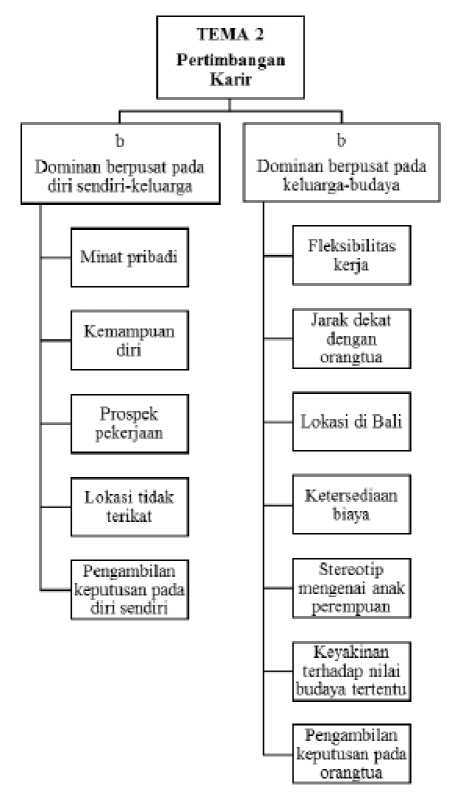 TEMA 2
Pertimbangan
Karir
b
Dominan berpusat pada
diri sendiri-keluarga
Minat pribadi
Kemampuan
diri
Prospek
pekerjaan
Lokasi tidak
terikat
Pengambilan
keputusan pada
diri sendiri
b
Dominan berpusat pada
keluarga-budaya
Fleksibilitas
kerja
Jarak dekat
dengan
orangtua
Lokasi di Bali
Ketersediaan
biaya
Stereotip
mengenai anak
perempuan
Keyakinan
terhadap nilai
budaya tertentu
Pengambilan
keputusan pada
orangtua